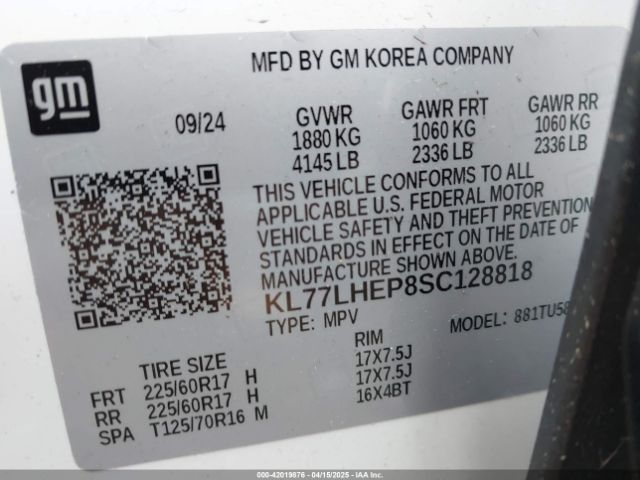 gm
MFD BY GM KOREA COMPANY
09/24
GVWR GAWR FRT GAWR RR
1880 KG 1060 KG 1060 KG
4145 LB 2336 LB 2336 LB
THIS VEHICLE CONFORMS TO ALL
APPLICABLE U.S. FEDERAL MOTOR
VEHICLE SAFETY AND THEFT PREVENTION
STANDARDS IN EFFECT ON THE DATE OF
MANUFACTURE SHOWN ABOVE.
KL77LHEP8SC128818
TYPE: MPV MODEL: 881TU58
TIRE SIZE RIM
FRT 225/60R17 H 17X7.5J
RR 225/60R17 H 17X7.5J
SPA T125/70R16 M 16X4BT
000-42019876 04/15/2025 IAAI.COM